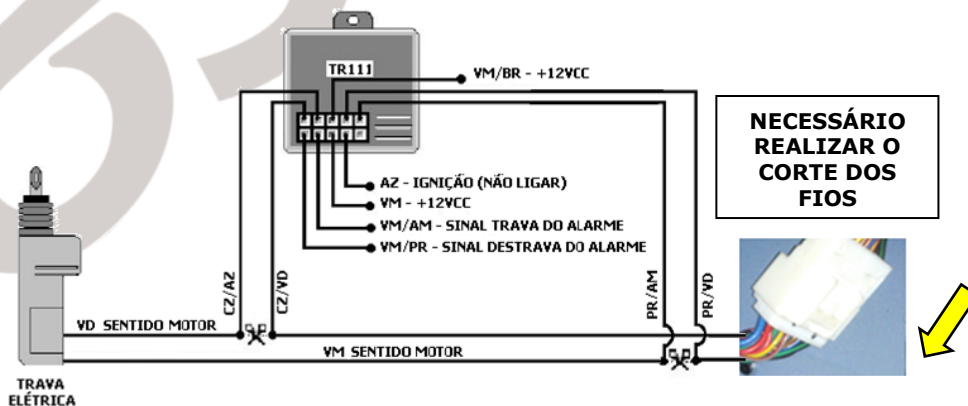 TR111
VM/BR - +12VCC
NECESSÁRIO
REALIZAR O
CORTE DOS
FIOS
AZ - IGNIÇÃO (NÃO LIGAR)
VM - +12VCC
VM/AM - SINAL TRAVA DO ALARME
VM/PR - SINAL DESTRAVA DO ALARME
CZ/AZ
CZ/VD
PR/AM
PR/VD
VD SENTIDO MOTOR
VM SENTIDO MOTOR
TRAVA
ELÉTRICA